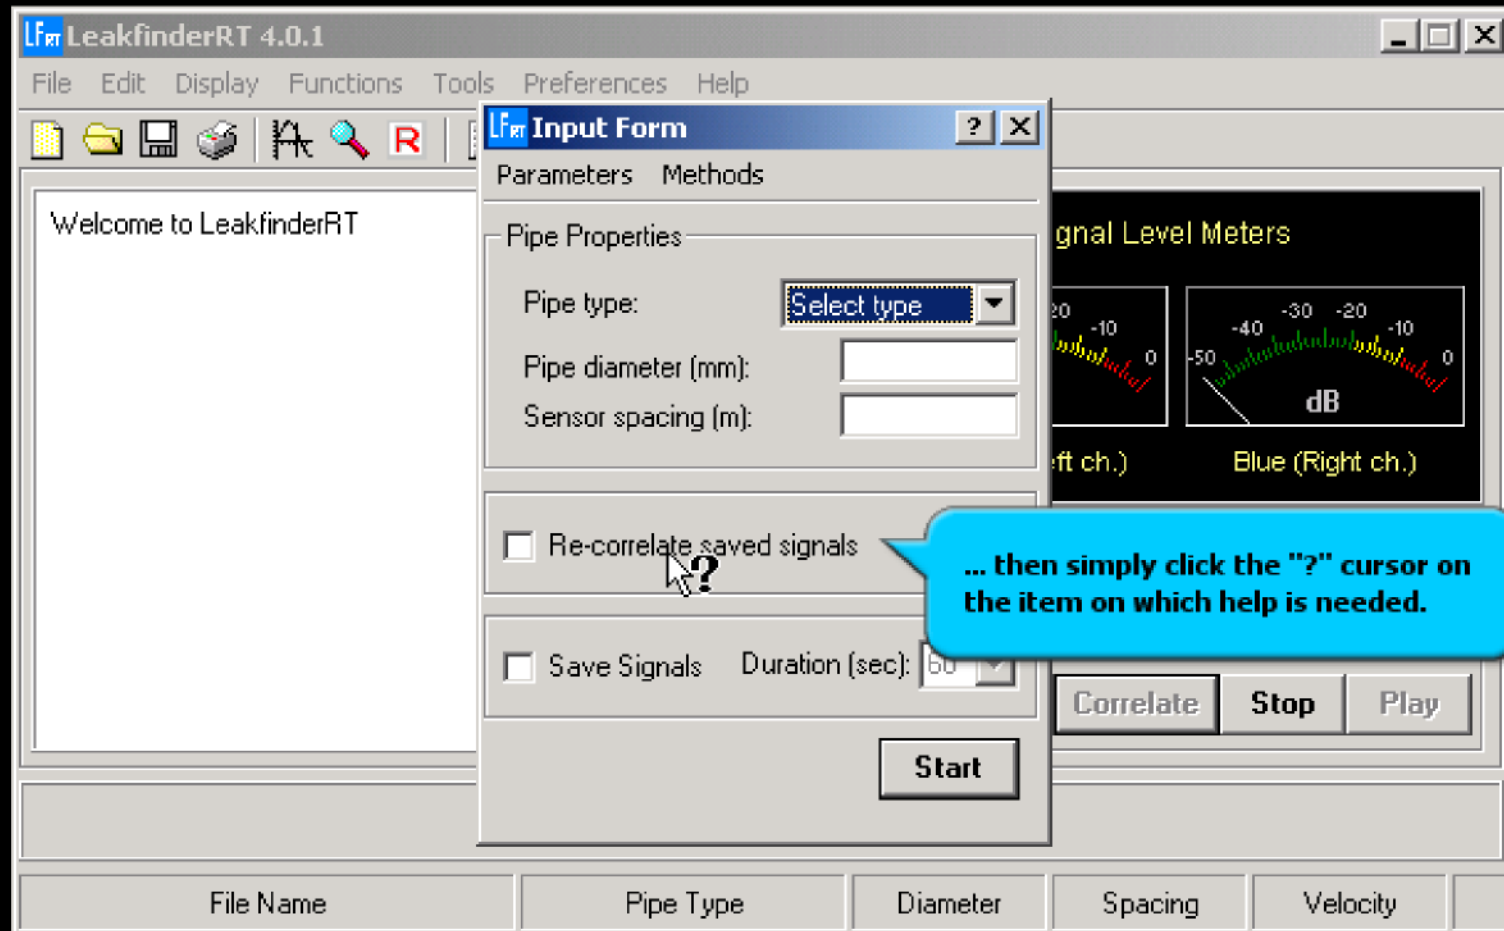 LFRT LeakfinderRT 4.0.1
File Edit Display Functions Tools Preferences Help
R
Welcome to LeakfinderRT
LFRT Input Form ? X
Parameters Methods
Pipe Properties
Pipe type: Select type
Pipe diameter (mm):
Sensor spacing (m):
Re-correlate saved signals
?
Save Signals Duration (sec): 60
Start
gnal Level Meters
20 -10 0
-50 -40 -30 -20 -10 0
dB
ft ch.) Blue (Right ch.)
... then simply click the "?" cursor on
the item on which help is needed.
Correlate Stop Play
File Name Pipe Type Diameter Spacing Velocity